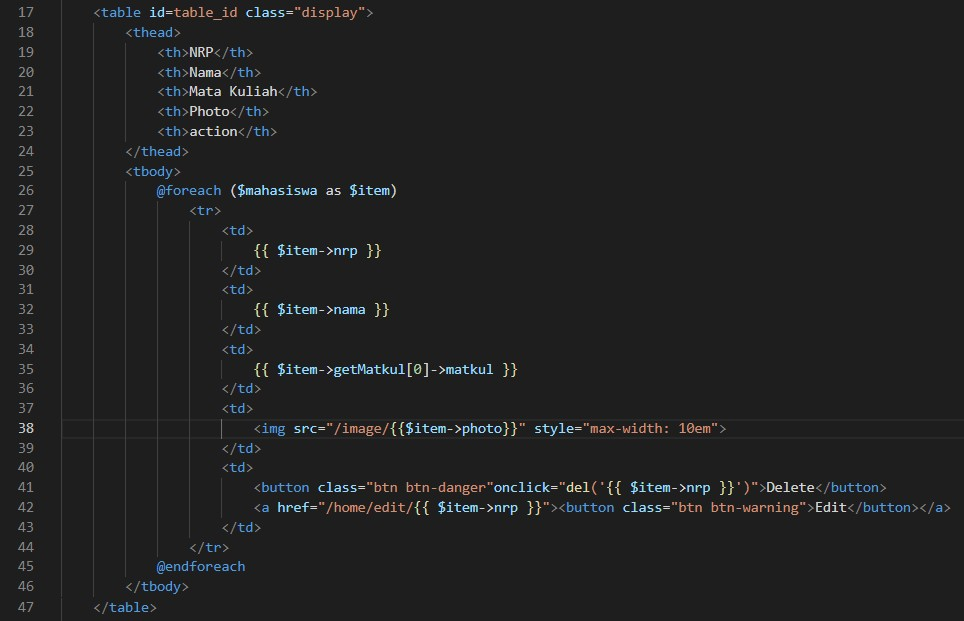 17 <table id=table_id class="display">
18 <thead>
19 <th>NRP</th>
20 <th>Nama</th>
21 <th>Mata Kuliah</th>
22 <th>Photo</th>
23 <th>action</th>
24 </thead>
25 <tbody>
26 @foreach ($mahasiswa as $item)
27 <tr>
28 <td>
29 {{ $item->nrp }}
30 </td>
31 <td>
32 {{ $item->nama }}
33 </td>
34 <td>
35 {{ $item->getMatkul[0]->matkul }}
36 </td>
37 <td>
38 <img src="/image/{{$item->photo}}" style="max-width: 10em">
39 </td>
40 <td>
41 <button class="btn btn-danger"onclick="del('{{ $item->nrp }}')">Delete</button>
42 <a href="/home/edit/{{ $item->nrp }}"><button class="btn btn-warning">Edit</button></a>
43 </td>
44 </tr>
45 @endforeach
46 </tbody>
47 </table>